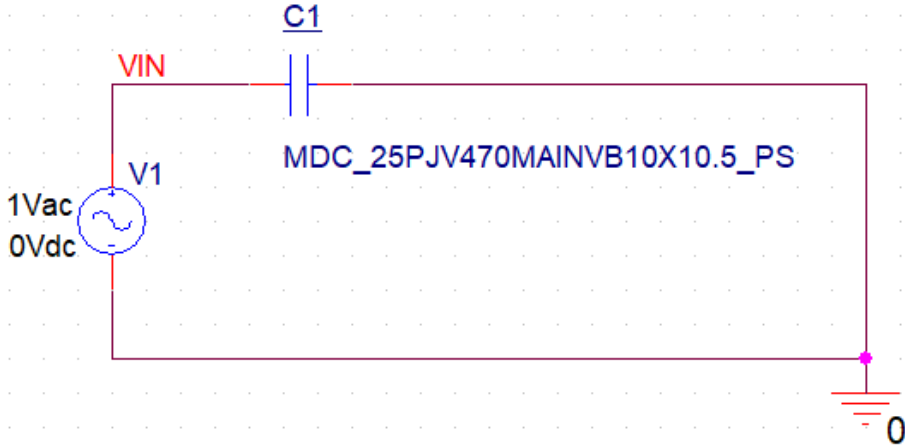 C1
VIN
MDC_25PJV470MAINVB10X10.5_PS
V1
1Vac
0Vdc
0